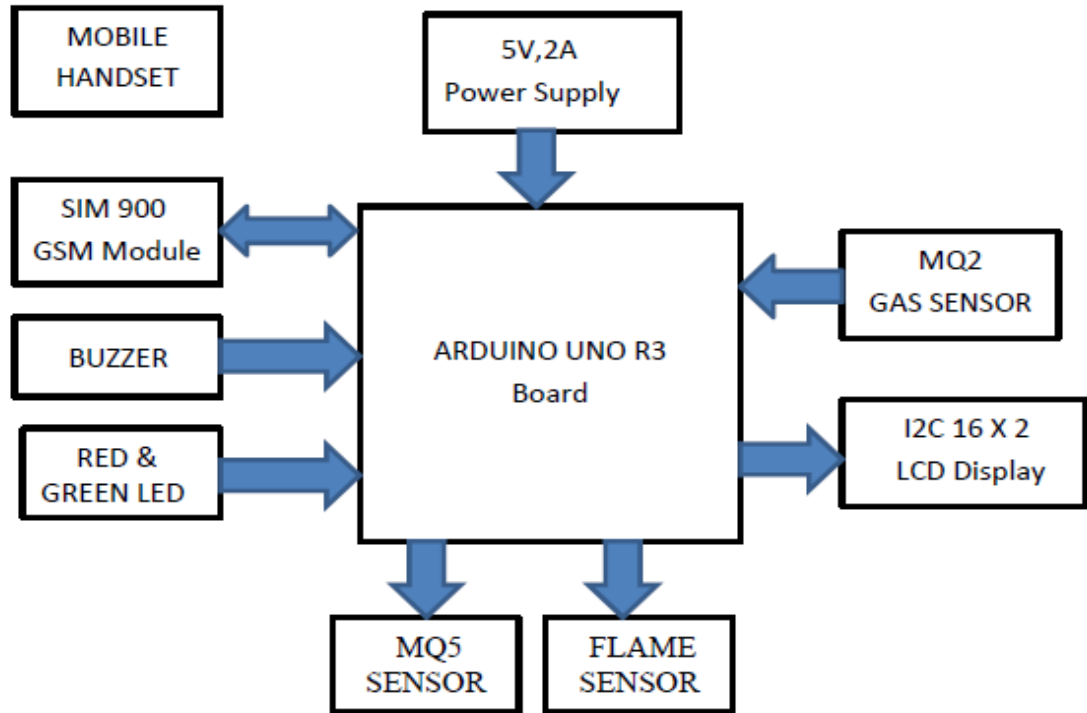 MOBILE
HANDSET
5V,2A
Power Supply
SIM 900
GSM Module
MQ2
GAS SENSOR
BUZZER
ARDUINO UNO R3
Board
RED &
GREEN LED
I2C 16 X 2
LCD Display
MQ5
SENSOR
FLAME
SENSOR